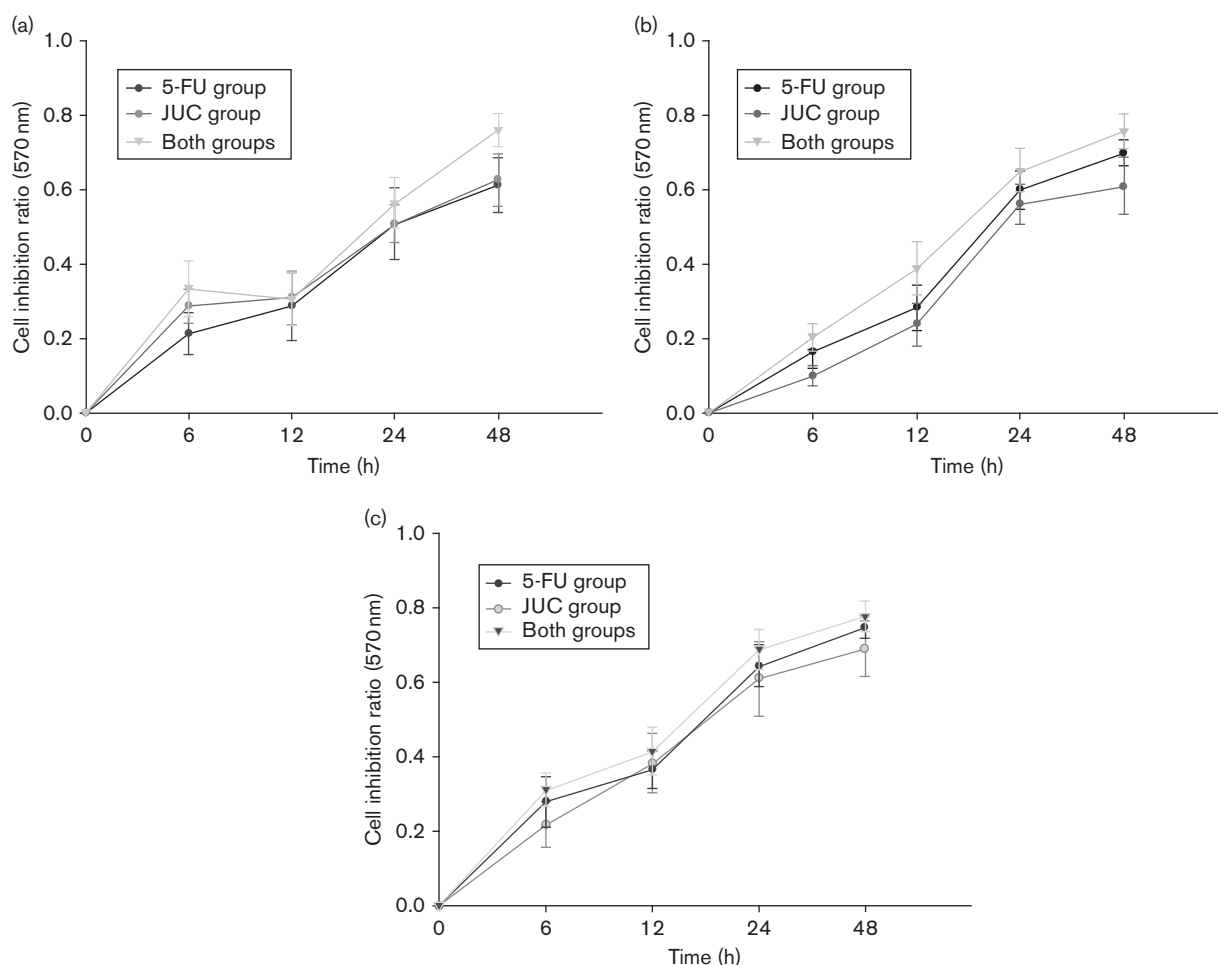 (a)
1.0
0.8
0.6
0.4
0.2
0.0
Cell inhibition ratio (570 nm)
5-FU group
JUC group
Both groups
0 6 12 24 48
Time (h)
(b)
1.0
0.8
0.6
0.4
0.2
0.0
Cell inhibition ratio (570 nm)
5-FU group
JUC group
Both groups
0 6 12 24 48
Time (h)
(c)
1.0
0.8
0.6
0.4
0.2
0.0
Cell inhibition ratio (570 nm)
5-FU group
JUC group
Both groups
0 6 12 24 48
Time (h)